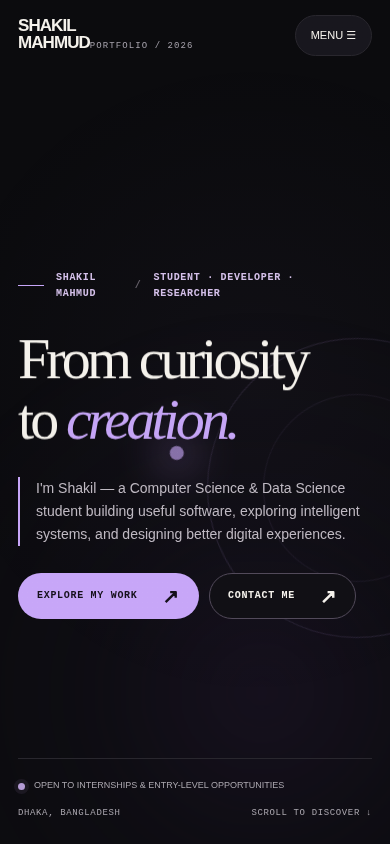 SHAKIL
MAHMUD PORTFOLIO / 2026
MENU ☰
SHAKIL MAHMUD / STUDENT · DEVELOPER · RESEARCHER
From curiosity
to creation.
I'm Shakil — a Computer Science & Data Science
student building useful software, exploring intelligent
systems, and designing better digital experiences.
EXPLORE MY WORK ↗
CONTACT ME ↗
OPEN TO INTERNSHIPS & ENTRY-LEVEL OPPORTUNITIES
DHAKA, BANGLADESH
SCROLL TO DISCOVER ↓